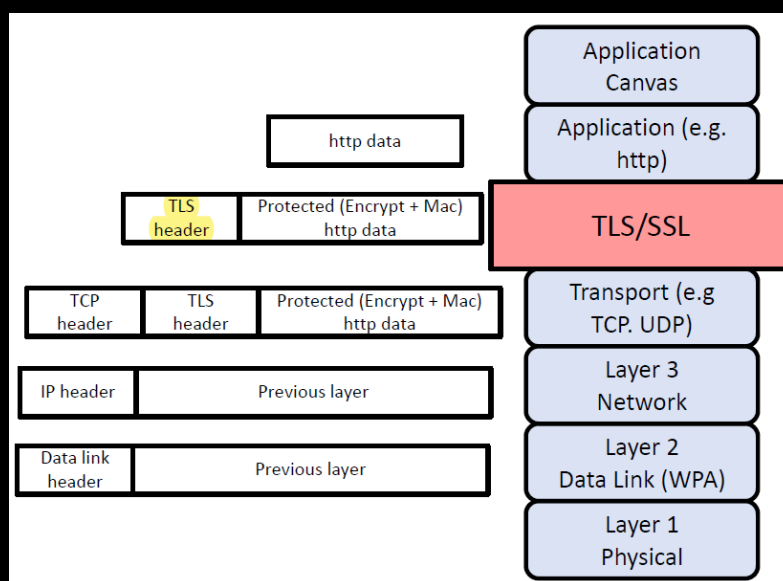 Application
Canvas
http data
Application (e.g.
http)
TLS
header
Protected (Encrypt + Mac)
http data
TLS/SSL
TCP
header
TLS
header
Protected (Encrypt + Mac)
http data
Transport (e.g
TCP. UDP)
IP header
Previous layer
Layer 3
Network
Data link
header
Previous layer
Layer 2
Data Link (WPA)
Layer 1
Physical